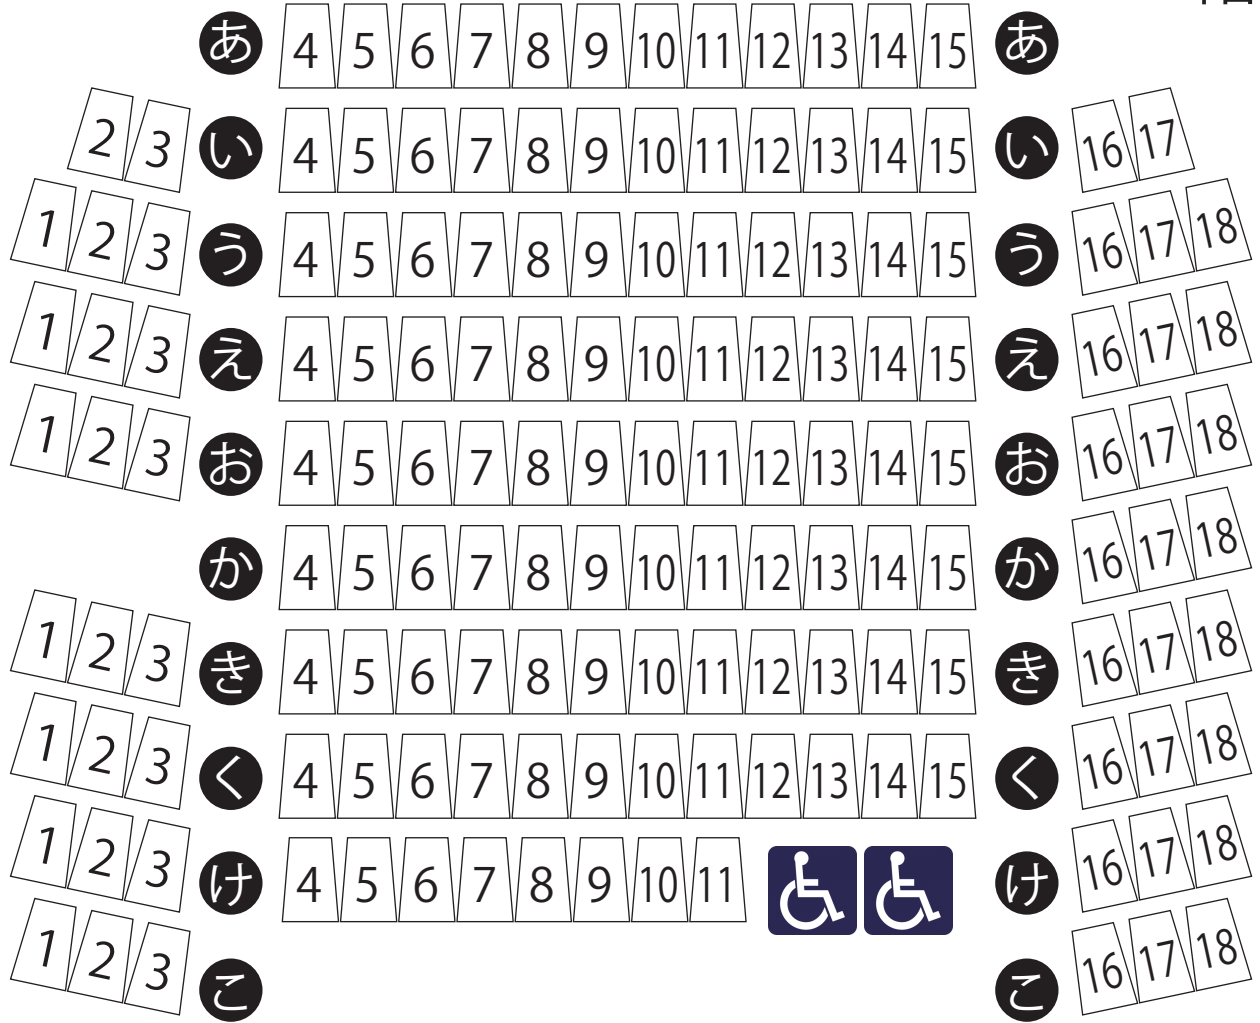 あ 4 5 6 7 8 9 10 11 12 13 14 15 あ
2 3 い 4 5 6 7 8 9 10 11 12 13 14 15 い 16 17
1 2 3 う 4 5 6 7 8 9 10 11 12 13 14 15 う 16 17 18
1 2 3 え 4 5 6 7 8 9 10 11 12 13 14 15 え 16 17 18
1 2 3 お 4 5 6 7 8 9 10 11 12 13 14 15 お 16 17 18
か 4 5 6 7 8 9 10 11 12 13 14 15 か 16 17 18
1 2 3 き 4 5 6 7 8 9 10 11 12 13 14 15 き 16 17 18
1 2 3 く 4 5 6 7 8 9 10 11 12 13 14 15 く 16 17 18
1 2 3 け 4 5 6 7 8 9 10 11 け 16 17 18
1 2 3 こ こ 16 17 18